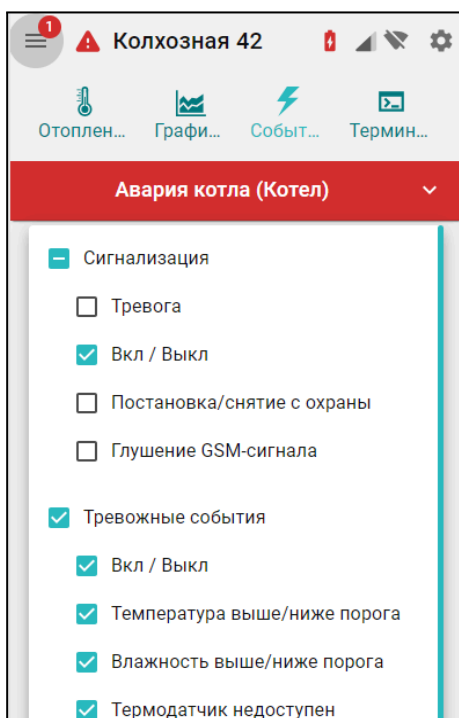 1
Колхозная 42
Отоплен... Графи... Событ... Термин...
Авария котла (Котел)
Сигнализация
Тревога
Вкл / Выкл
Постановка/снятие с охраны
Глушение GSM-сигнала
Тревожные события
Вкл / Выкл
Температура выше/ниже порога
Влажность выше/ниже порога
Термодатчик недоступен